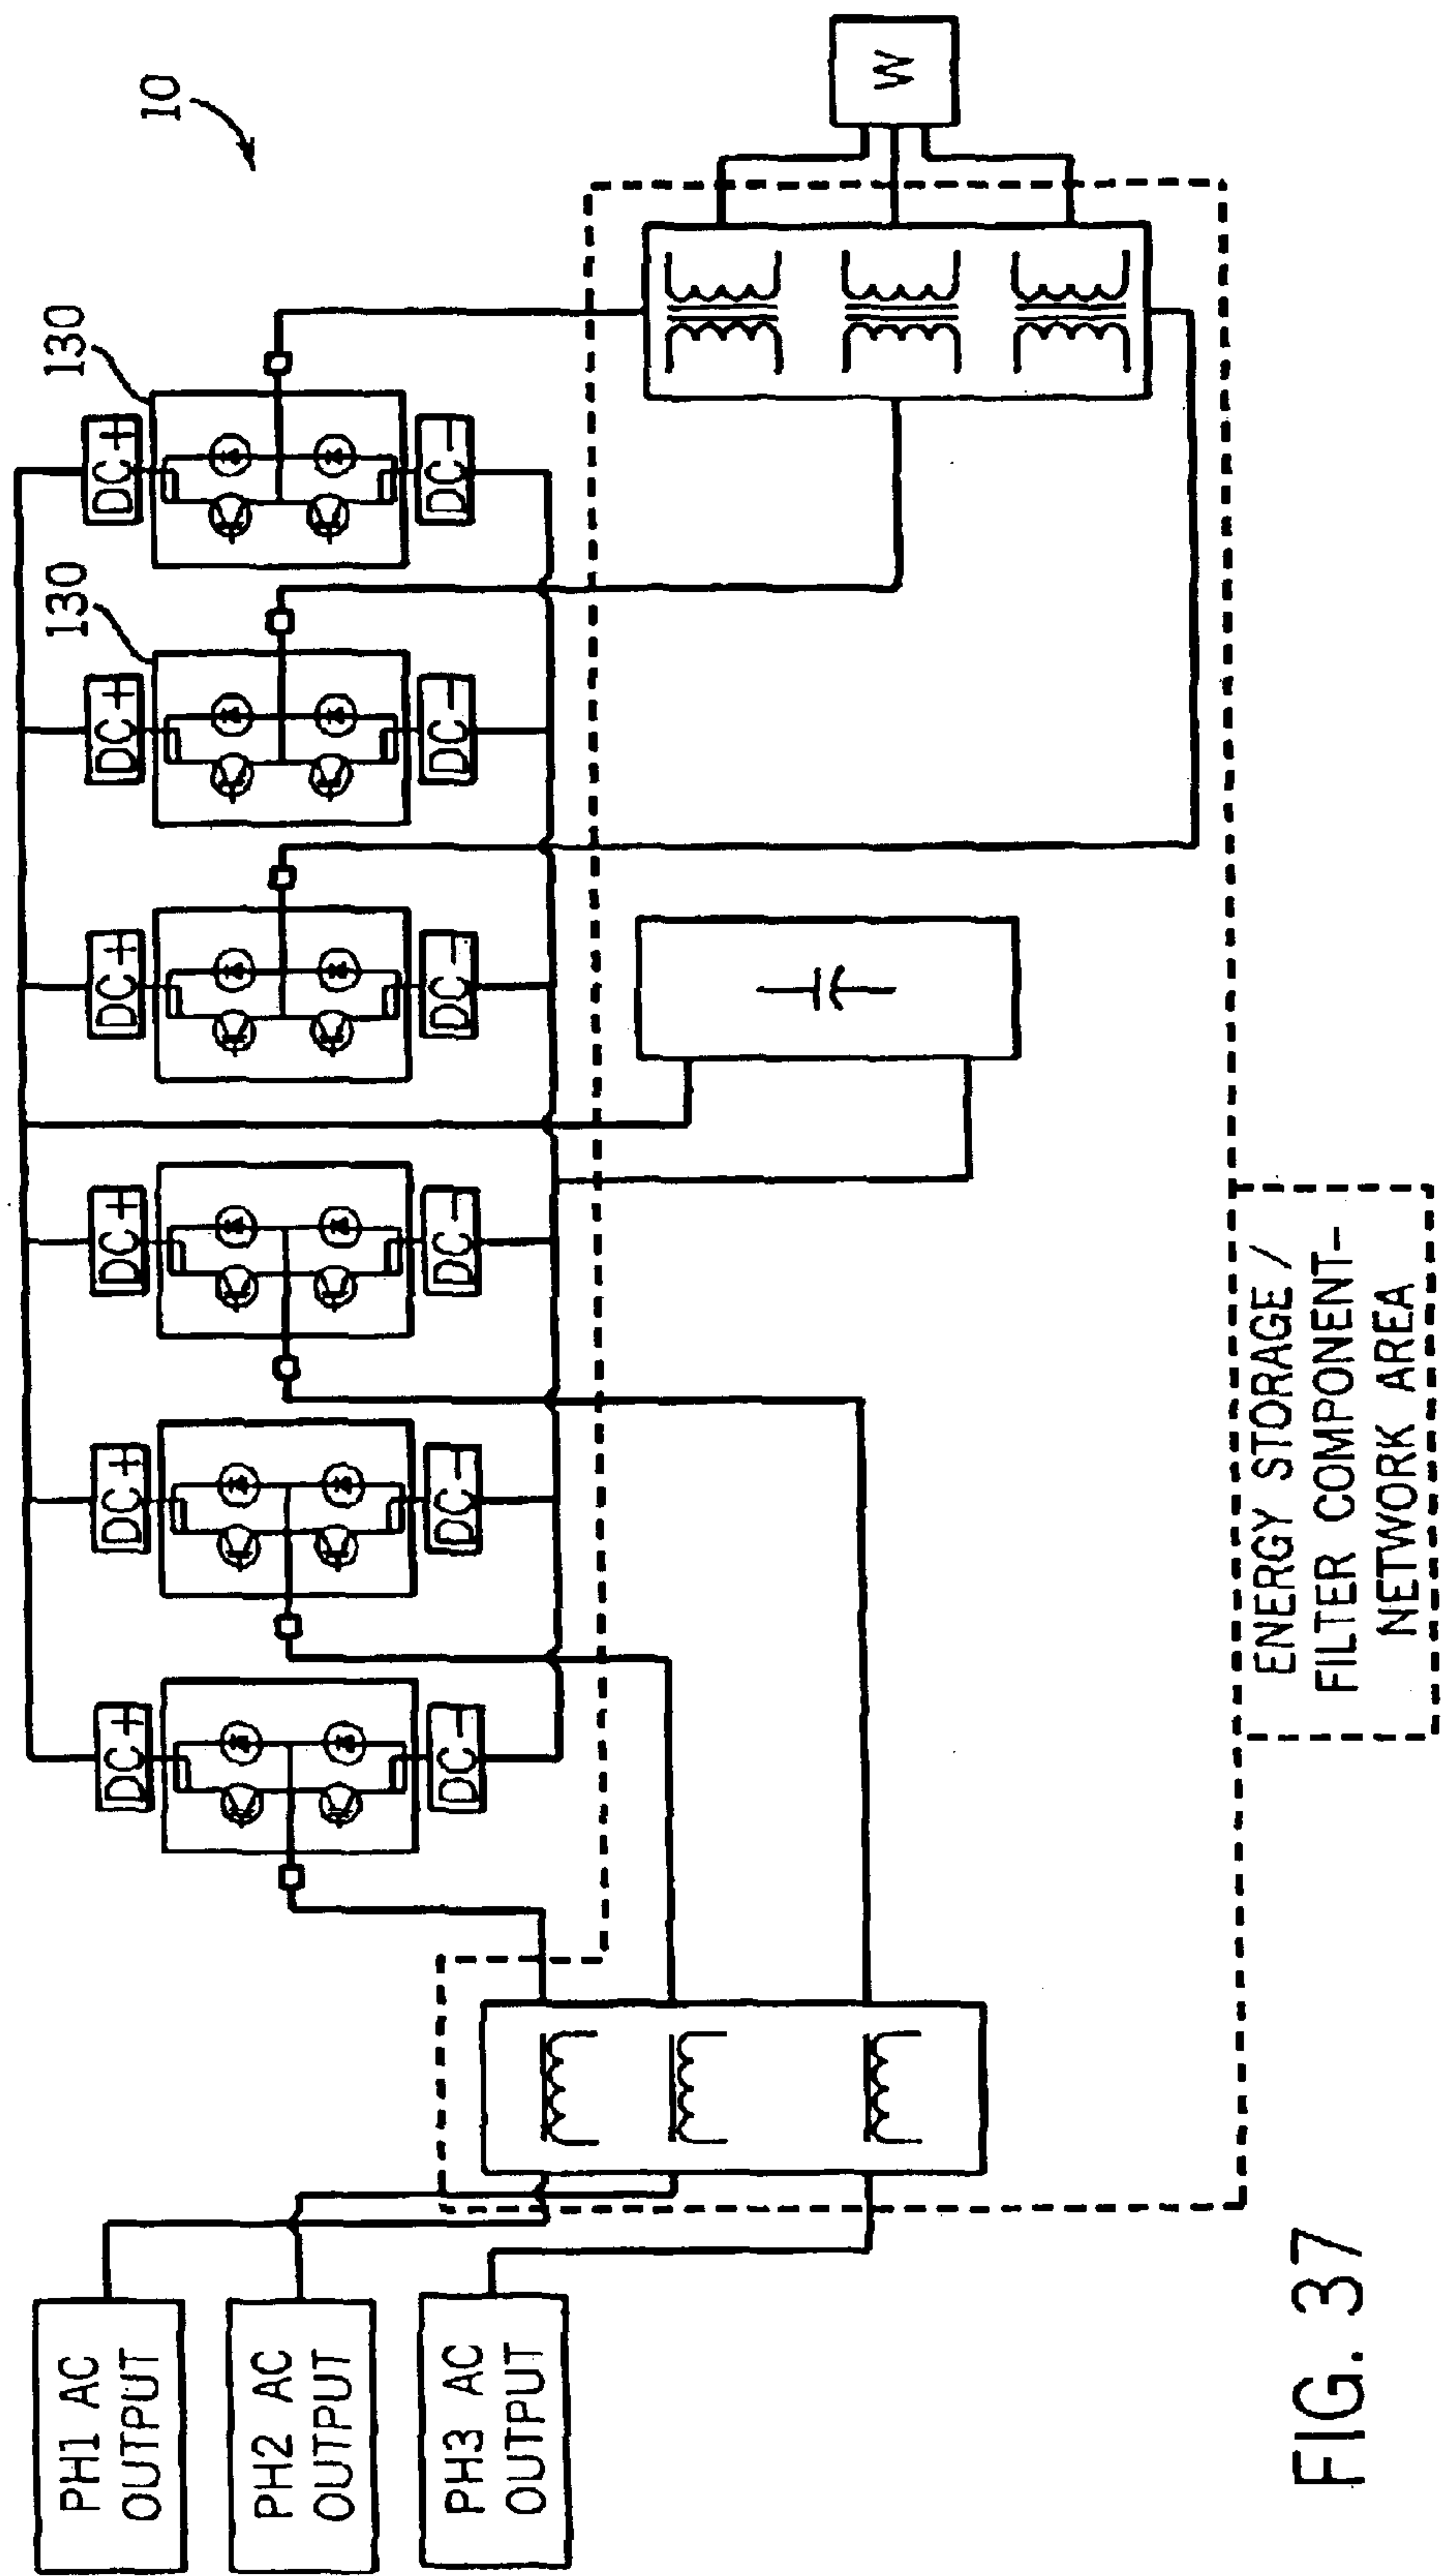 10
130
130
DC+
DC+
DC+
DC+
DC+
DC+
DC-
DC-
DC-
DC-
DC-
DC-
W
PH1 AC
OUTPUT
PH2 AC
OUTPUT
PH3 AC
OUTPUT
ENERGY STORAGE /
FILTER COMPONENT-
NETWORK AREA
FIG. 37